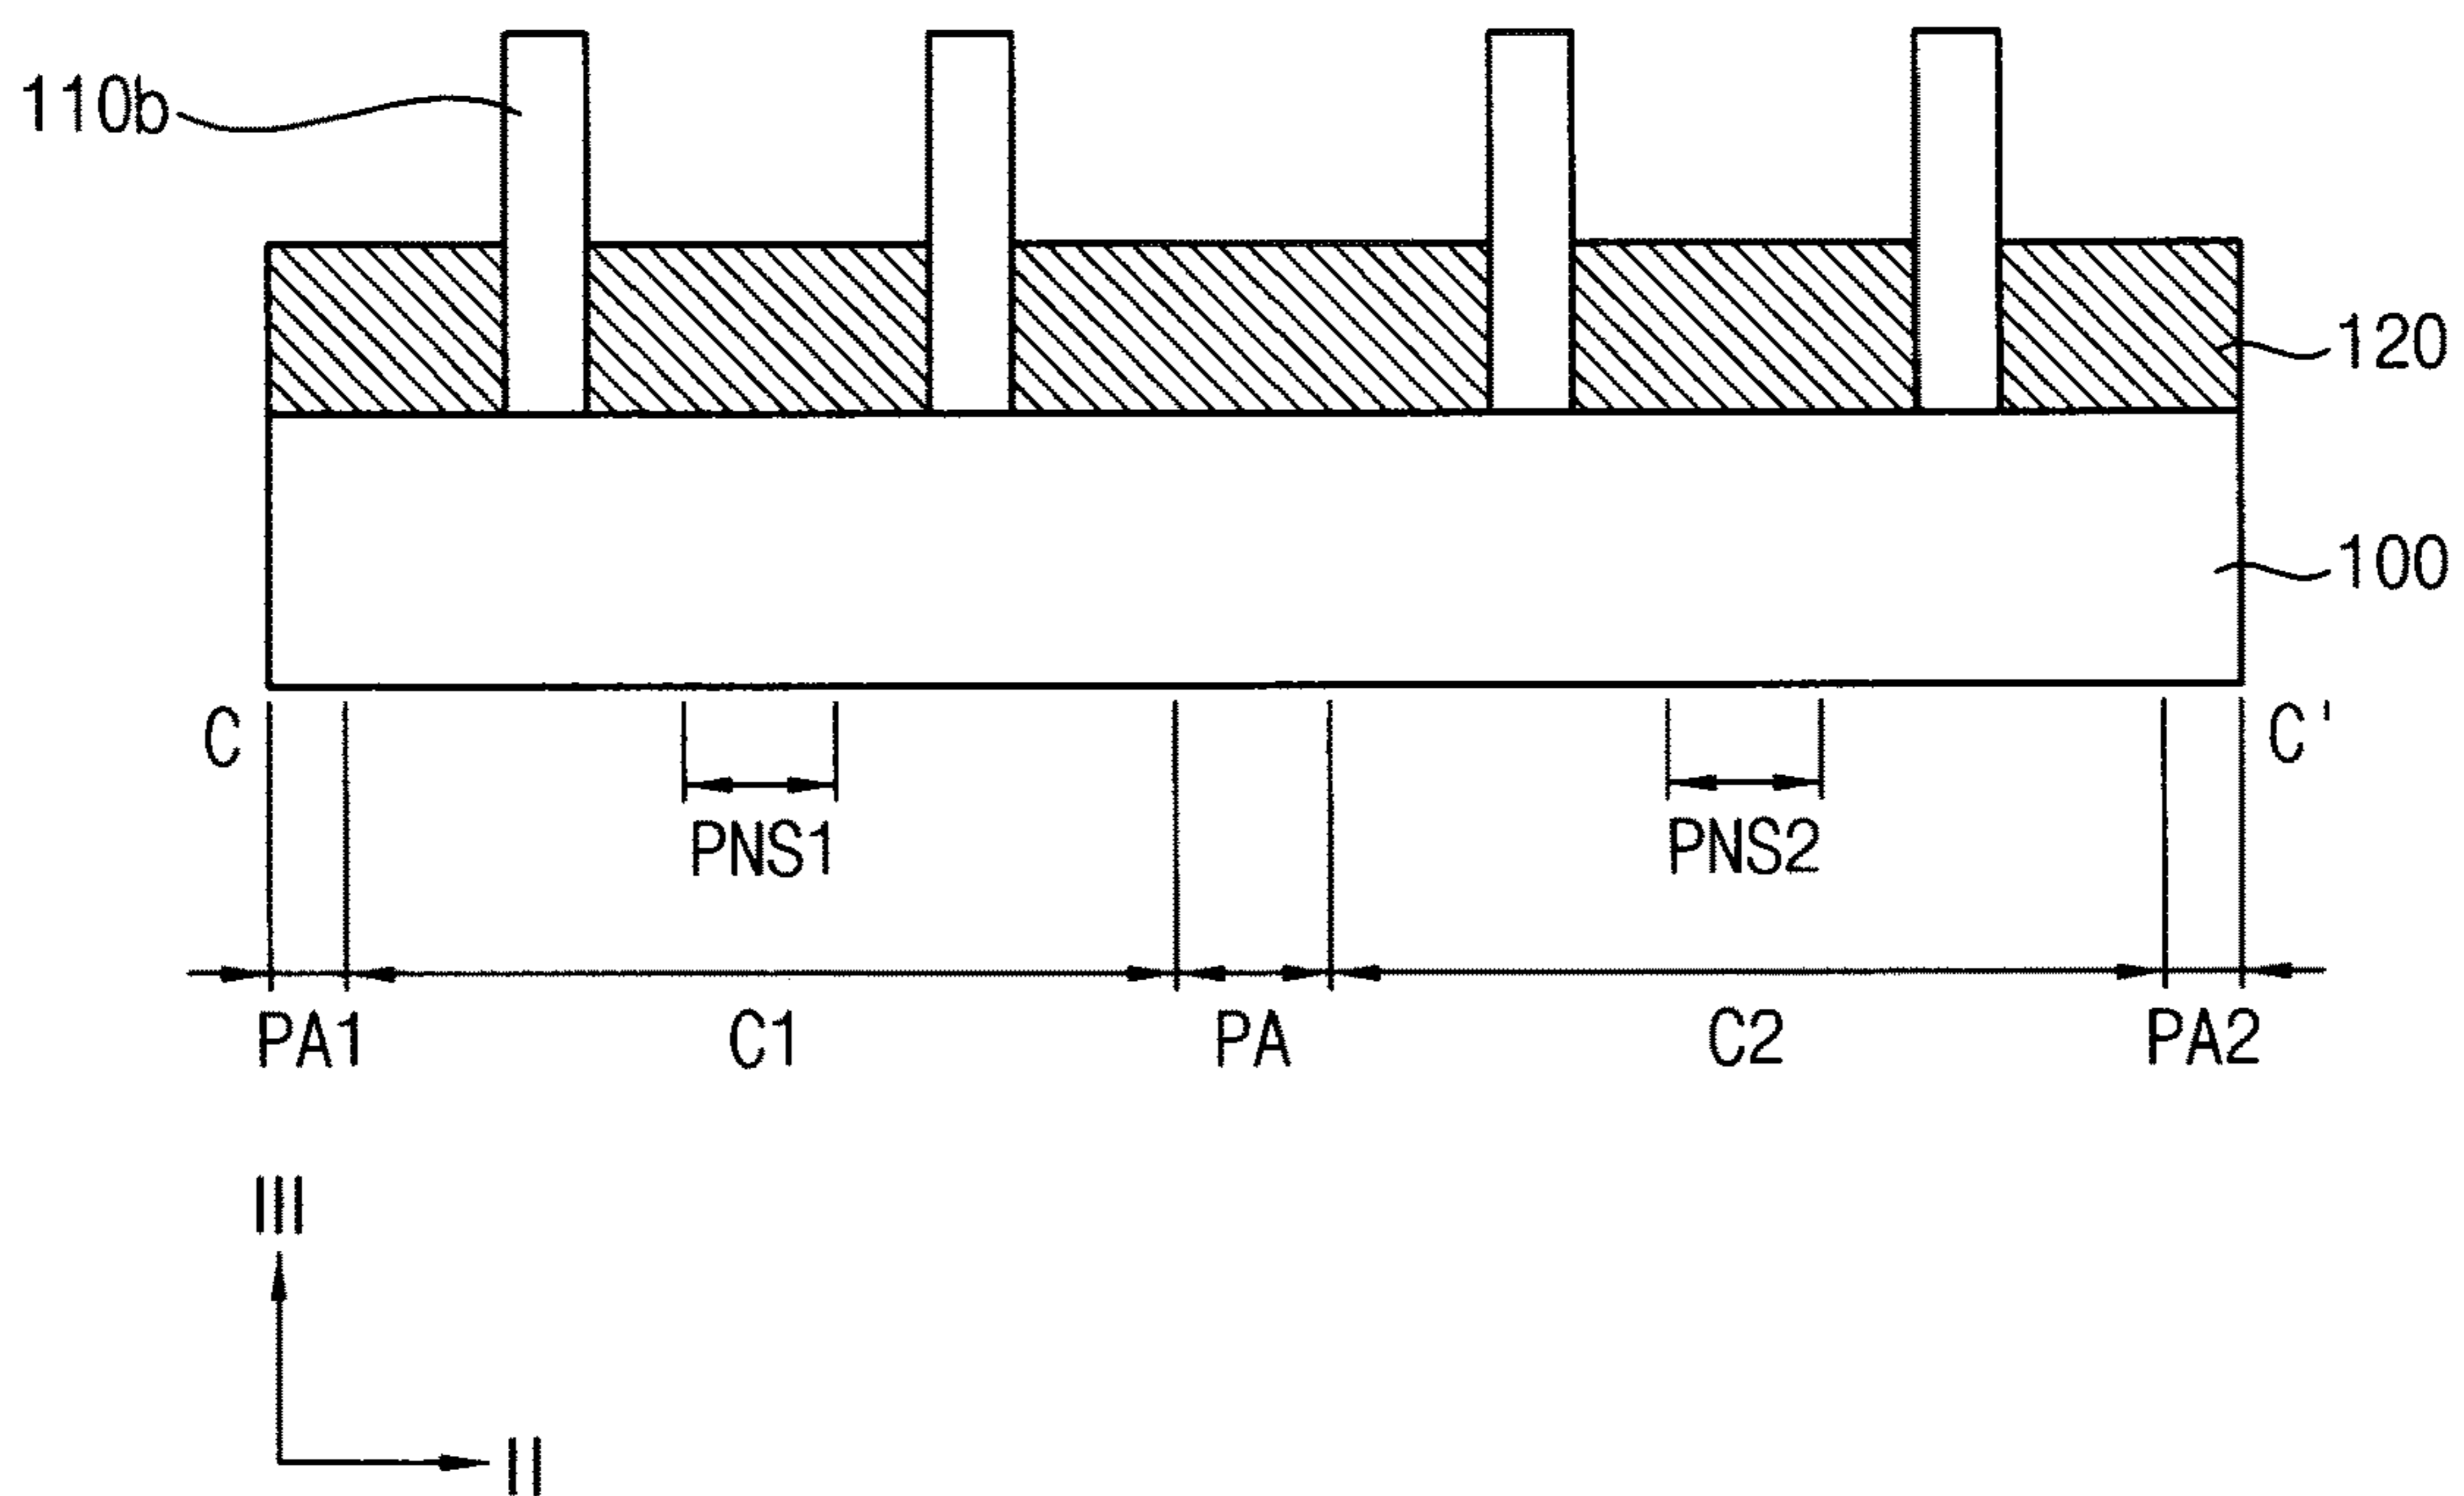 110b
120
100
C C'
PNS1 PNS2
PA1 C1 PA C2 PA2
III
II